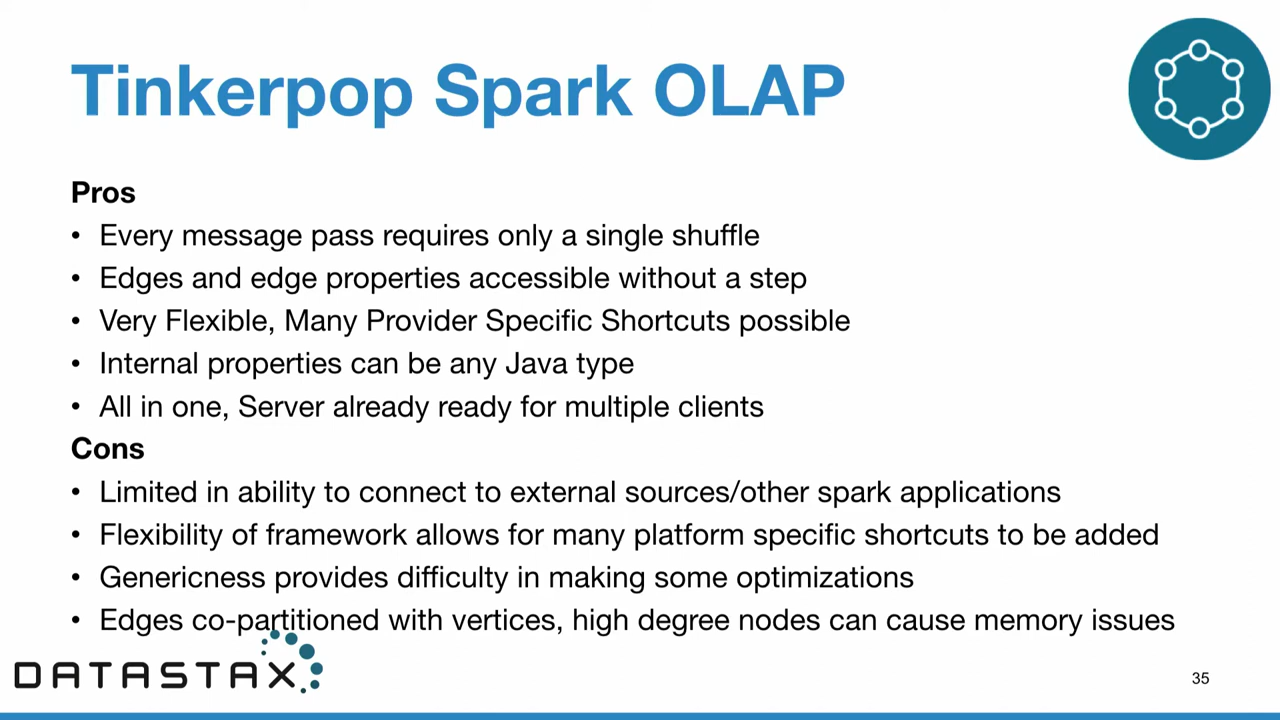 Tinkerpop Spark OLAP
Pros
• Every message pass requires only a single shuffle
• Edges and edge properties accessible without a step
• Very Flexible, Many Provider Specific Shortcuts possible
• Internal properties can be any Java type
• All in one, Server already ready for multiple clients
Cons
• Limited in ability to connect to external sources/other spark applications
• Flexibility of framework allows for many platform specific shortcuts to be added
• Genericness provides difficulty in making some optimizations
• Edges co-partitioned with vertices, high degree nodes can cause memory issues
DATASTAX
35